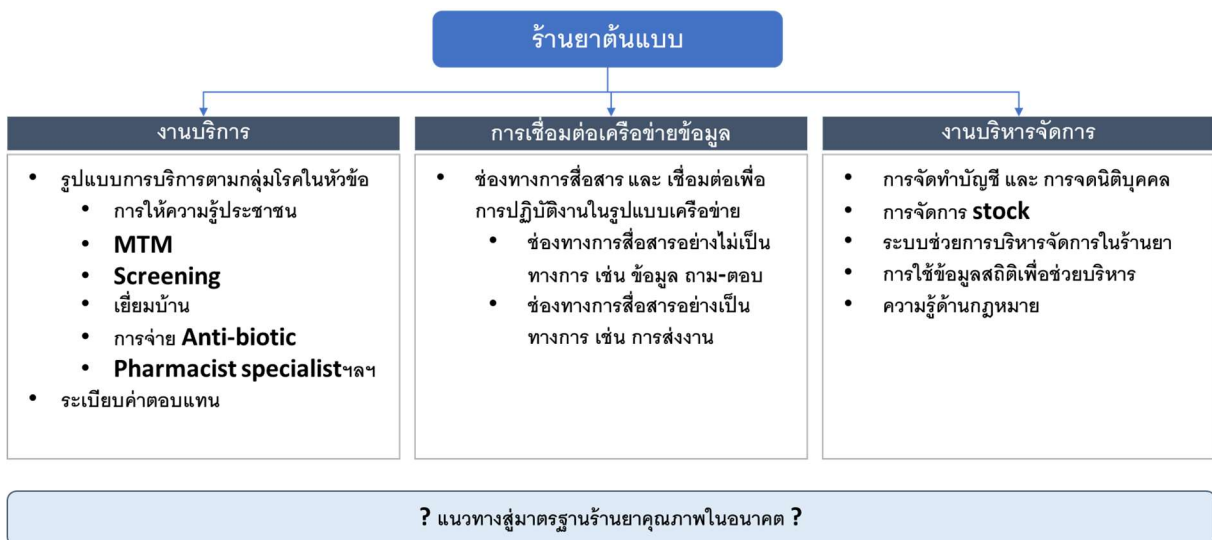 ร้านยาต้นแบบ
งานบริการ
• รูปแบบการบริการตามกลุ่มโรคในหัวข้อ
• การให้ความรู้ประชาชน
• MTM
• Screening
• เยี่ยมบ้าน
• การจ่าย Anti-biotic
• Pharmacist specialistฯลฯ
• ระเบียบค่าตอบแทน
การเชื่อมต่อเครือข่ายข้อมูล
• ช่องทางการสื่อสาร และ เชื่อมต่อเพื่อ
การปฏิบัติงานในรูปแบบเครือข่าย
• ช่องทางการสื่อสารอย่างไม่เป็น
ทางการ เช่น ข้อมูล ถาม-ตอบ
• ช่องทางการสื่อสารอย่างเป็น
ทางการ เช่น การส่งงาน
งานบริหารจัดการ
• การจัดทำบัญชี และ การจดนิติบุคคล
• การจัดการ stock
• ระบบช่วยการบริหารจัดการในร้านยา
• การใช้ข้อมูลสถิติเพื่อช่วยบริหาร
• ความรู้ด้านกฎหมาย
? แนวทางสู่มาตรฐานร้านยาคุณภาพในอนาคต ?